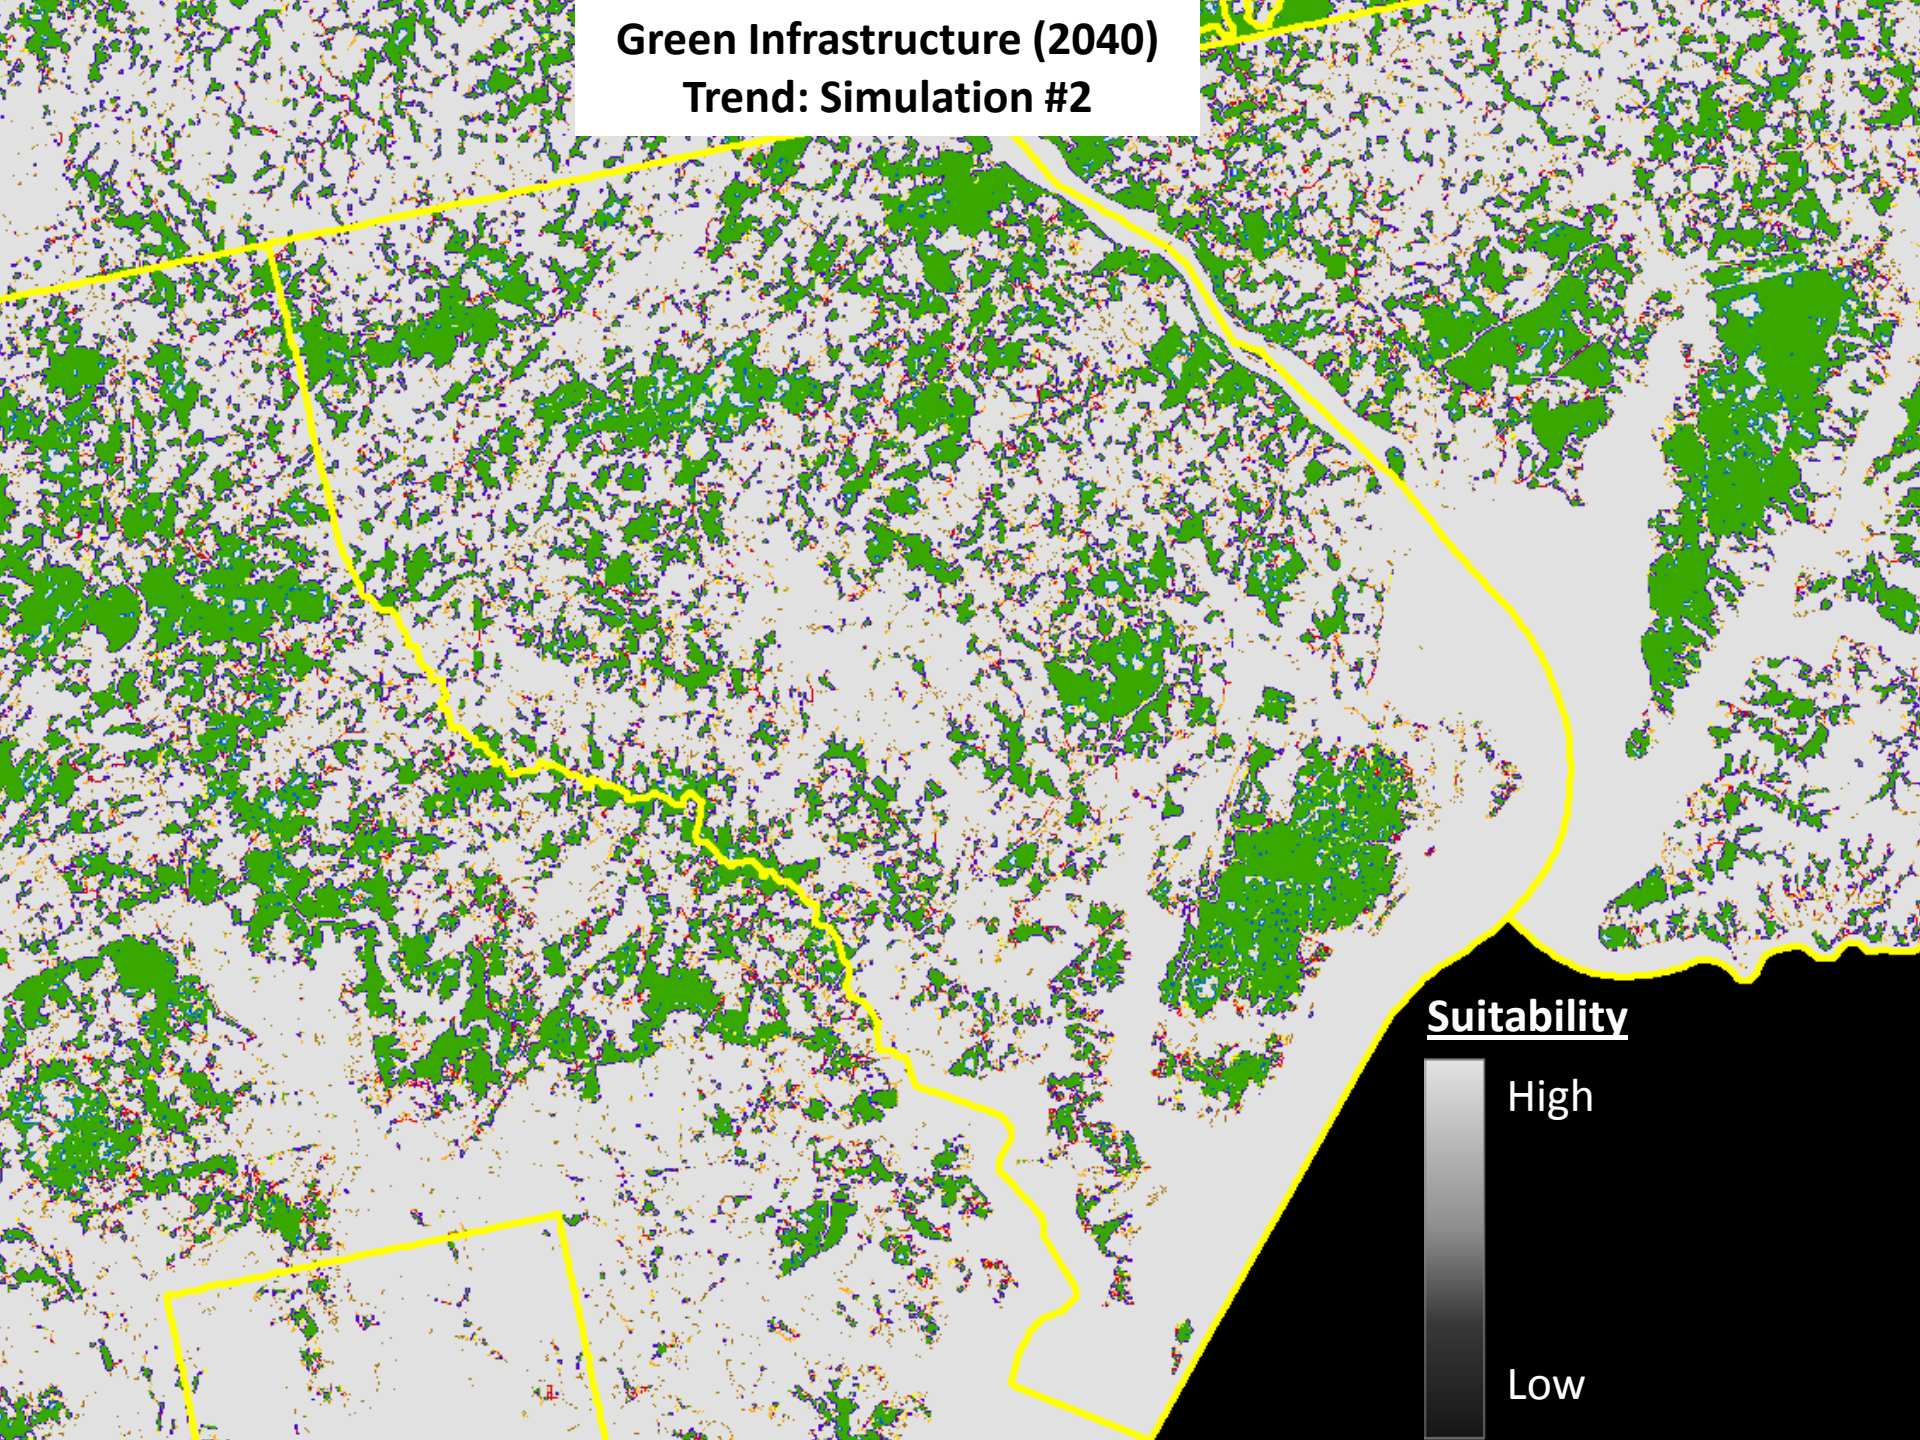 Green Infrastructure (2040)
Trend: Simulation #2
Suitability
High
Low